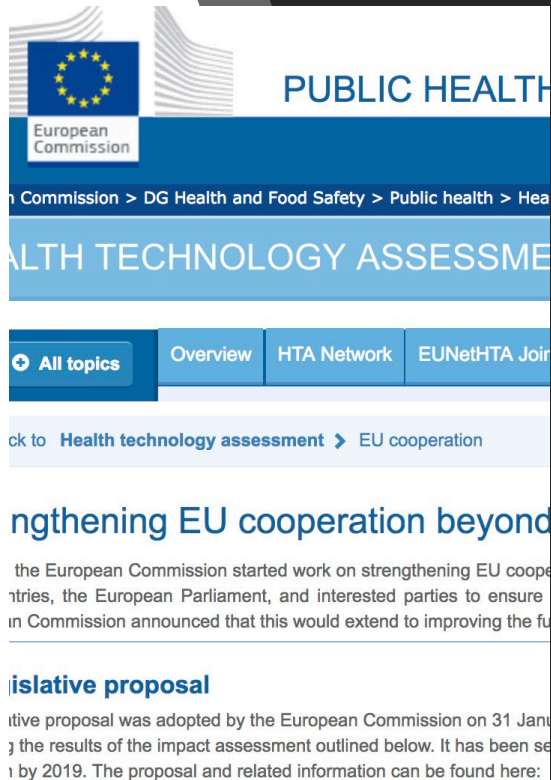 European
Commission
PUBLIC HEALTH
Commission > DG Health and Food Safety > Public health > Hea
ALTH TECHNOLOGY ASSESSME
All topics
Overview
HTA Network
EUNetHTA Join
ck to Health technology assessment > EU cooperation
ngthening EU cooperation beyond
the European Commission started work on strengthening EU coope
ntries, the European Parliament, and interested parties to ensure
n Commission announced that this would extend to improving the fu
islative proposal
ative proposal was adopted by the European Commission on 31 Janu
g the results of the impact assessment outlined below. It has been se
n by 2019. The proposal and related information can be found here: